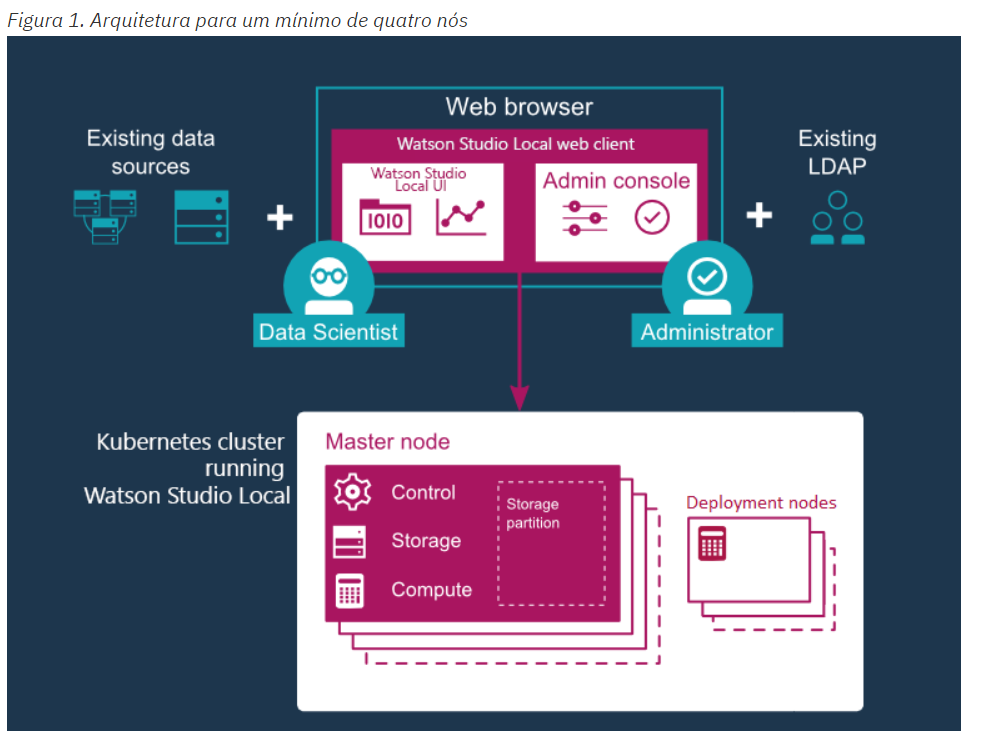 Figura 1. Arquitetura para um mínimo de quatro nós
Web browser
Existing data
sources
Watson Studio Local web client
Watson Studio
Local UI
1010
Admin console
Existing
LDAP
Data Scientist
Administrator
Kubernetes cluster
running
Watson Studio Local
Master node
Control
Storage
Compute
Storage
partition
Deployment nodes